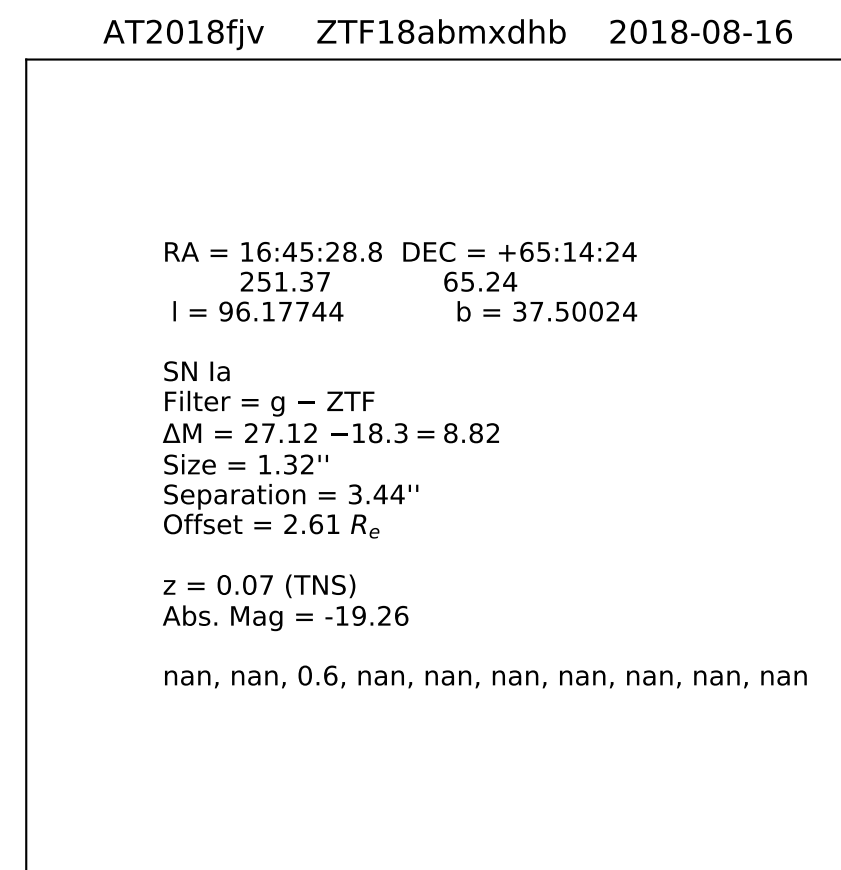 AT2018fjv ZTF18abmxdhb 2018-08-16
RA = 16:45:28.8 DEC = +65:14:24
251.37 65.24
l = 96.17744 b = 37.50024
SN Ia
Filter = g − ZTF
ΔM = 27.12 −18.3 = 8.82
Size = 1.32''
Separation = 3.44''
Offset = 2.61 Rₑ
z = 0.07 (TNS)
Abs. Mag = -19.26
nan, nan, 0.6, nan, nan, nan, nan, nan, nan, nan